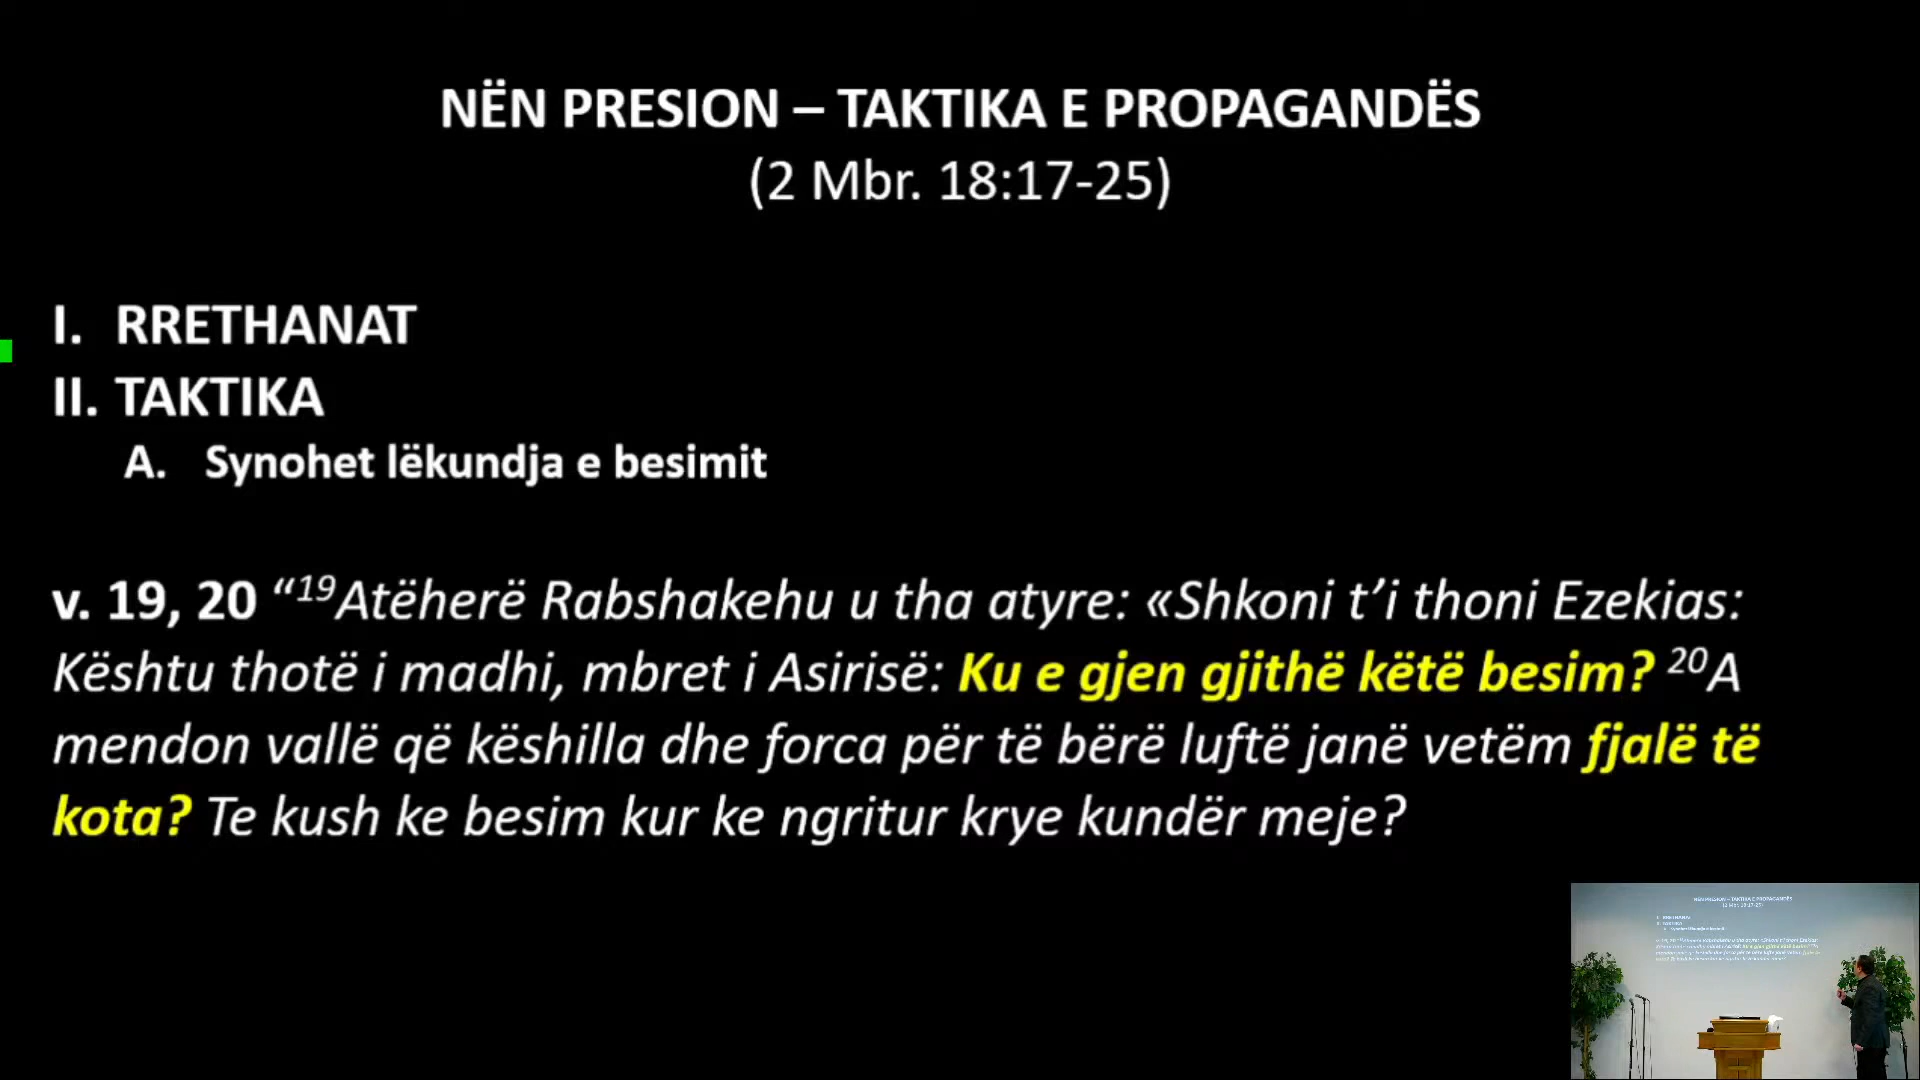 NËN PRESION – TAKTIKA E PROPAGANDËS
(2 Mbr. 18:17-25)
I. RRETHANAT
II. TAKTIKA
A. Synohet lëkundja e besimit
v. 19, 20 “¹⁹Atëherë Rabshakehu u tha atyre: «Shkoni t’i thoni Ezekias:
Kështu thotë i madhi, mbret i Asirisë: Ku e gjen gjithë këtë besim? ²⁰A
mendon vallë që këshilla dhe forca për të bërë luftë janë vetëm fjalë të
kota? Te kush ke besim kur ke ngritur krye kundër meje?